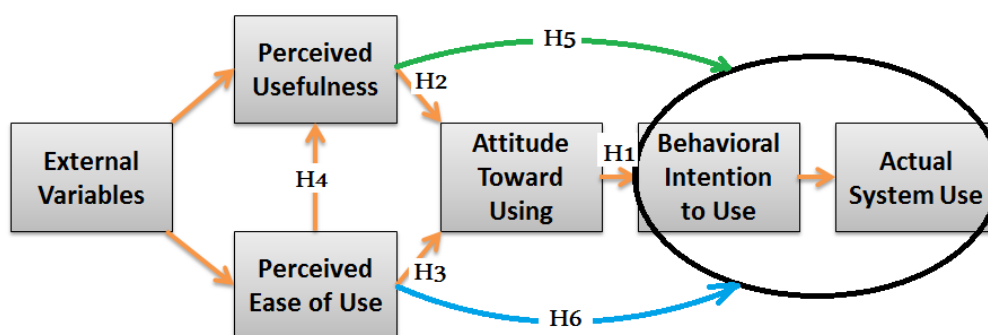 H5
Perceived
Usefulness
H2
External
Variables
H4
Attitude
Toward
Using
H1
Behavioral
Intention
to Use
Actual
System Use
Perceived
Ease of Use
H3
H6